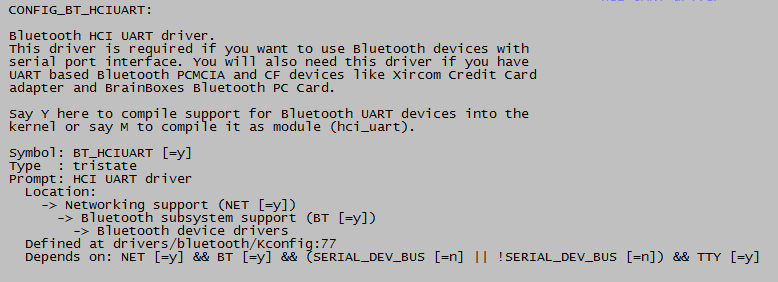 CONFIG_BT_HCIUART:
Bluetooth HCI UART driver.
This driver is required if you want to use Bluetooth devices with
serial port interface. You will also need this driver if you have
UART based Bluetooth PCMCIA and CF devices like Xircom Credit Card
adapter and BrainBoxes Bluetooth PC Card.
Say Y here to compile support for Bluetooth UART devices into the
kernel or say M to compile it as module (hci_uart).
Symbol: BT_HCIUART [=y]
Type  : tristate
Prompt: HCI UART driver
  Location:
    -> Networking support (NET [=y])
      -> Bluetooth subsystem support (BT [=y])
        -> Bluetooth device drivers
  Defined at drivers/bluetooth/Kconfig:77
  Depends on: NET [=y] && BT [=y] && (SERIAL_DEV_BUS [=n] || !SERIAL_DEV_BUS [=n]) && TTY [=y]